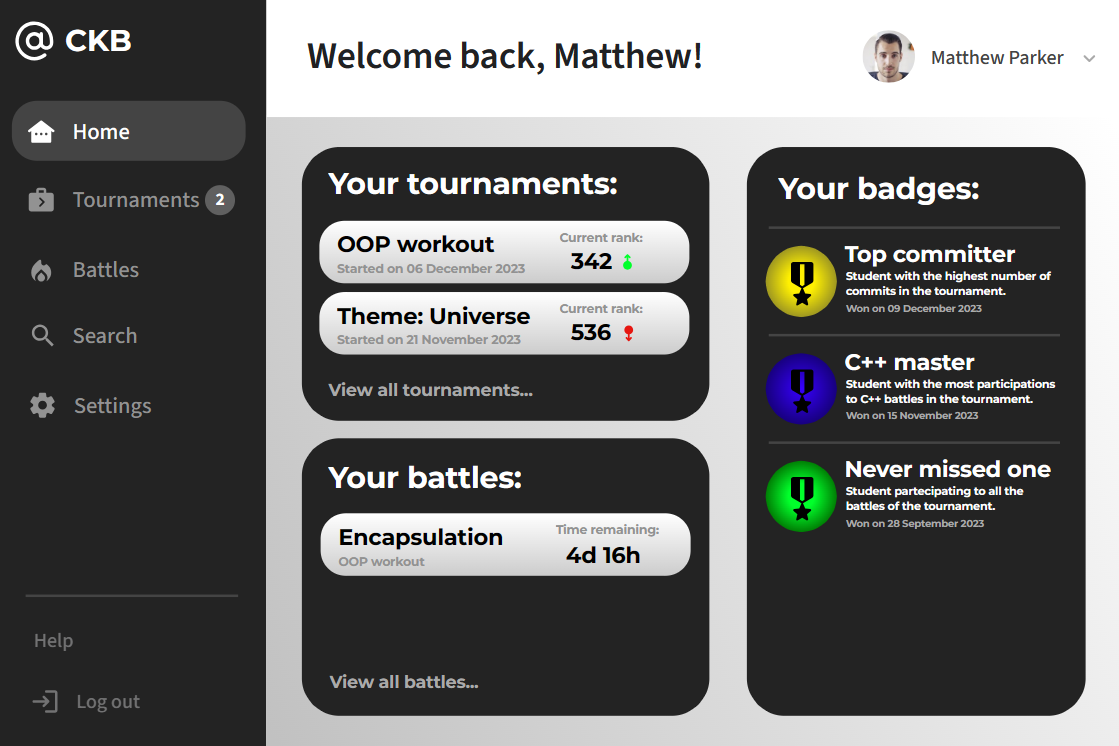 @ CKB
Welcome back, Matthew!
Matthew Parker
Home
Tournaments 2
Battles
Search
Settings
Help
Log out
Your tournaments:
OOP workout
Started on 06 December 2023
Current rank:
342
Theme: Universe
Started on 21 November 2023
Current rank:
536
View all tournaments...
Your battles:
Encapsulation
OOP workout
Time remaining:
4d 16h
View all battles...
Your badges:
Top committer
Student with the highest number of
commits in the tournament.
Won on 09 December 2023
C++ master
Student with the most participations
to C++ battles in the tournament.
Won on 15 November 2023
Never missed one
Student partecipating to all the
battles of the tournament.
Won on 28 September 2023